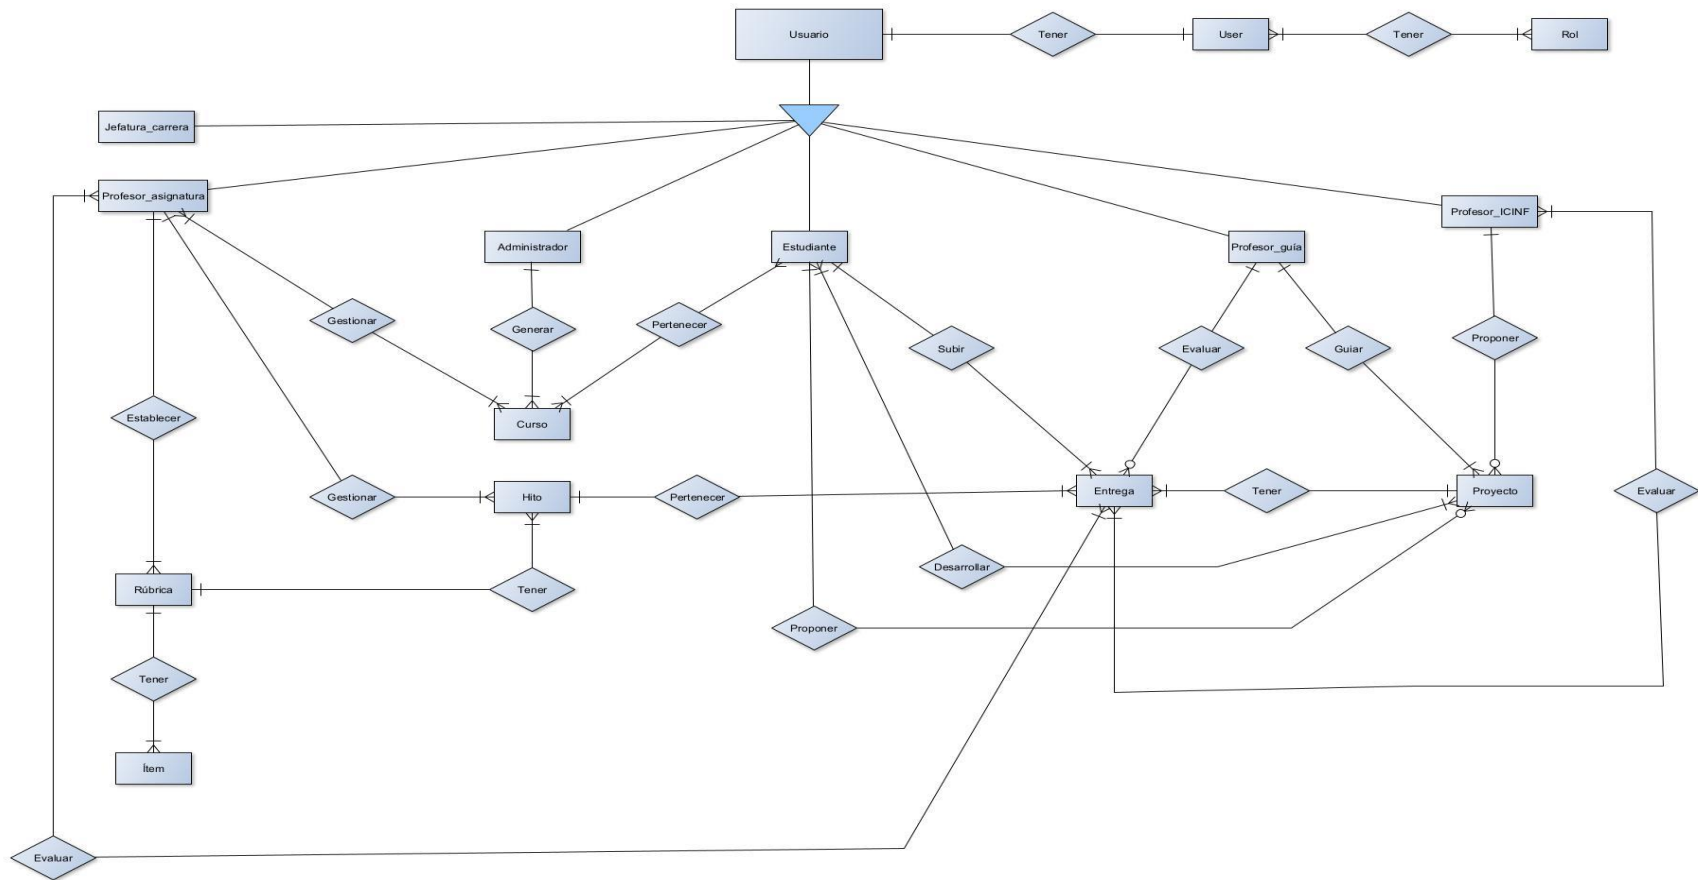 Usuario
Tener
User
Tener
Rol
Jefatura_carrera
Profesor_asignatura
Profesor_ICINF
Administrador
Estudiante
Profesor_guía
Gestionar
Generar
Pertenecer
Subir
Evaluar
Guiar
Proponer
Establecer
Curso
Gestionar
Hito
Pertenecer
Entrega
Tener
Proyecto
Evaluar
Desarrollar
Rúbrica
Tener
Proponer
Tener
Ítem
Evaluar